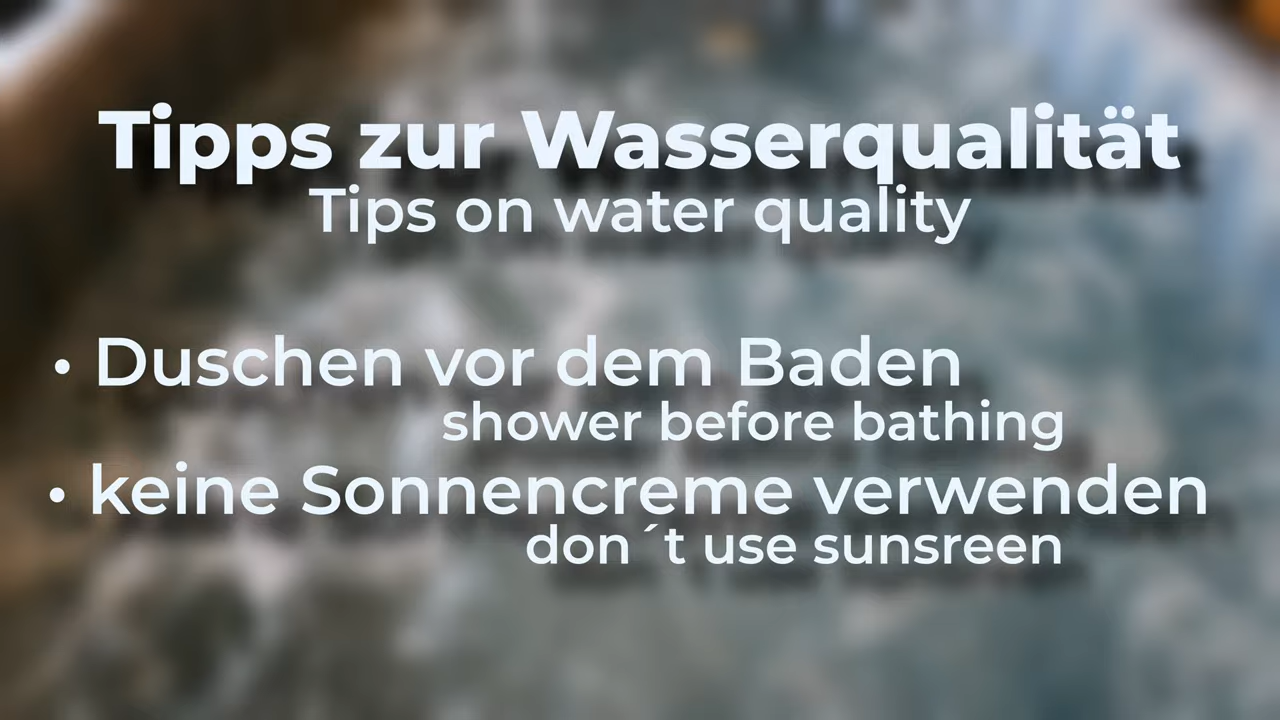 Tipps zur Wasserqualität
Tips on water quality
• Duschen vor dem Baden
shower before bathing
• keine Sonnencreme verwenden
don´t use sunsreen